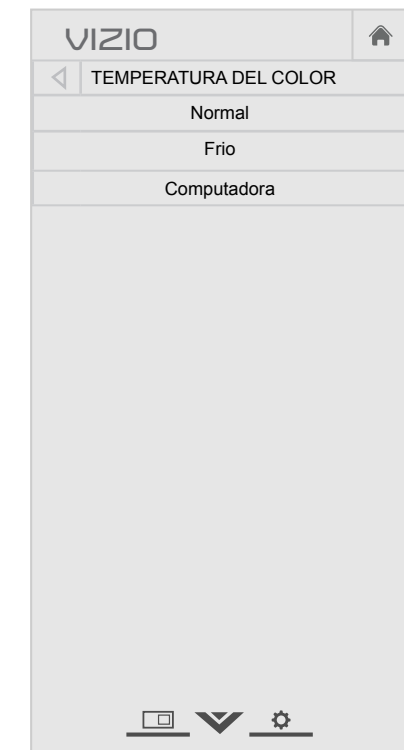 VIZIO
TEMPERATURA DEL COLOR
Normal
Frio
Computadora